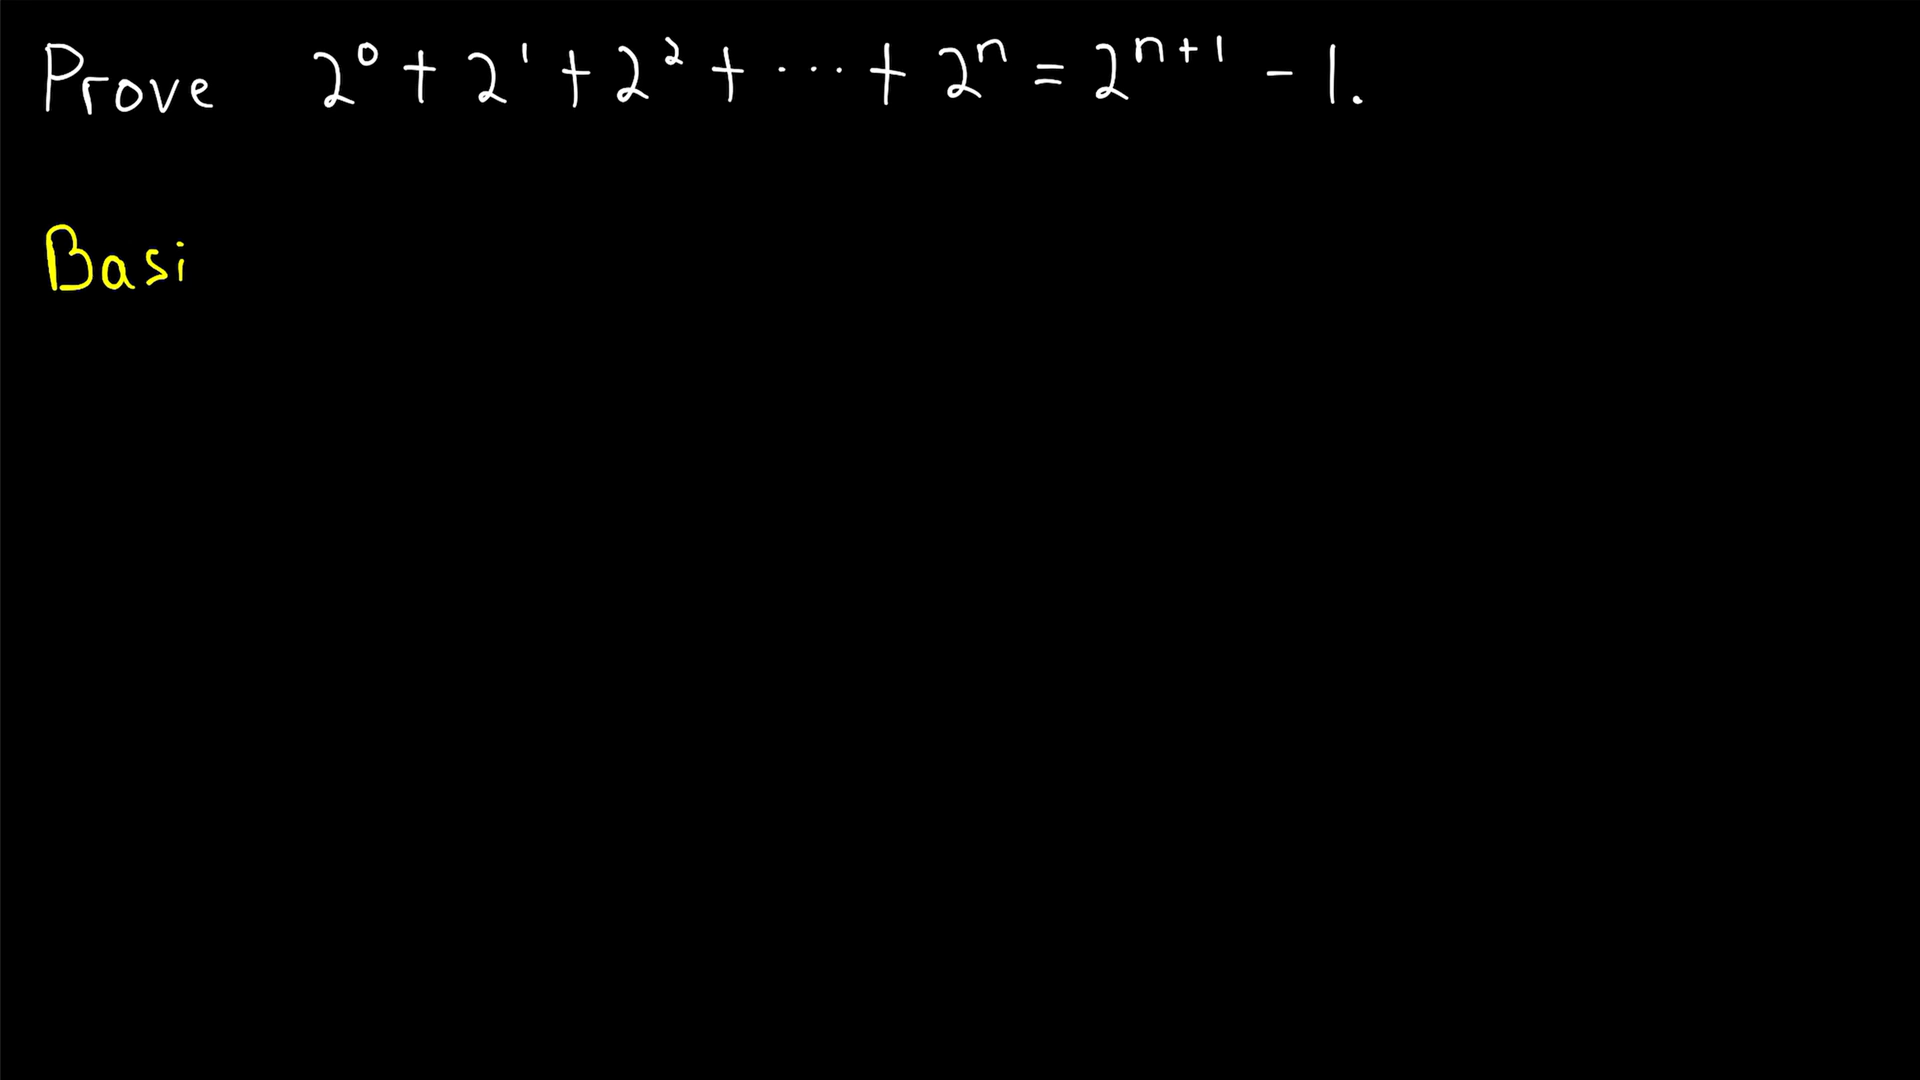 Prove 2⁰ + 2¹ + 2² + ··· + 2ⁿ = 2ⁿ⁺¹ - 1.
Basi